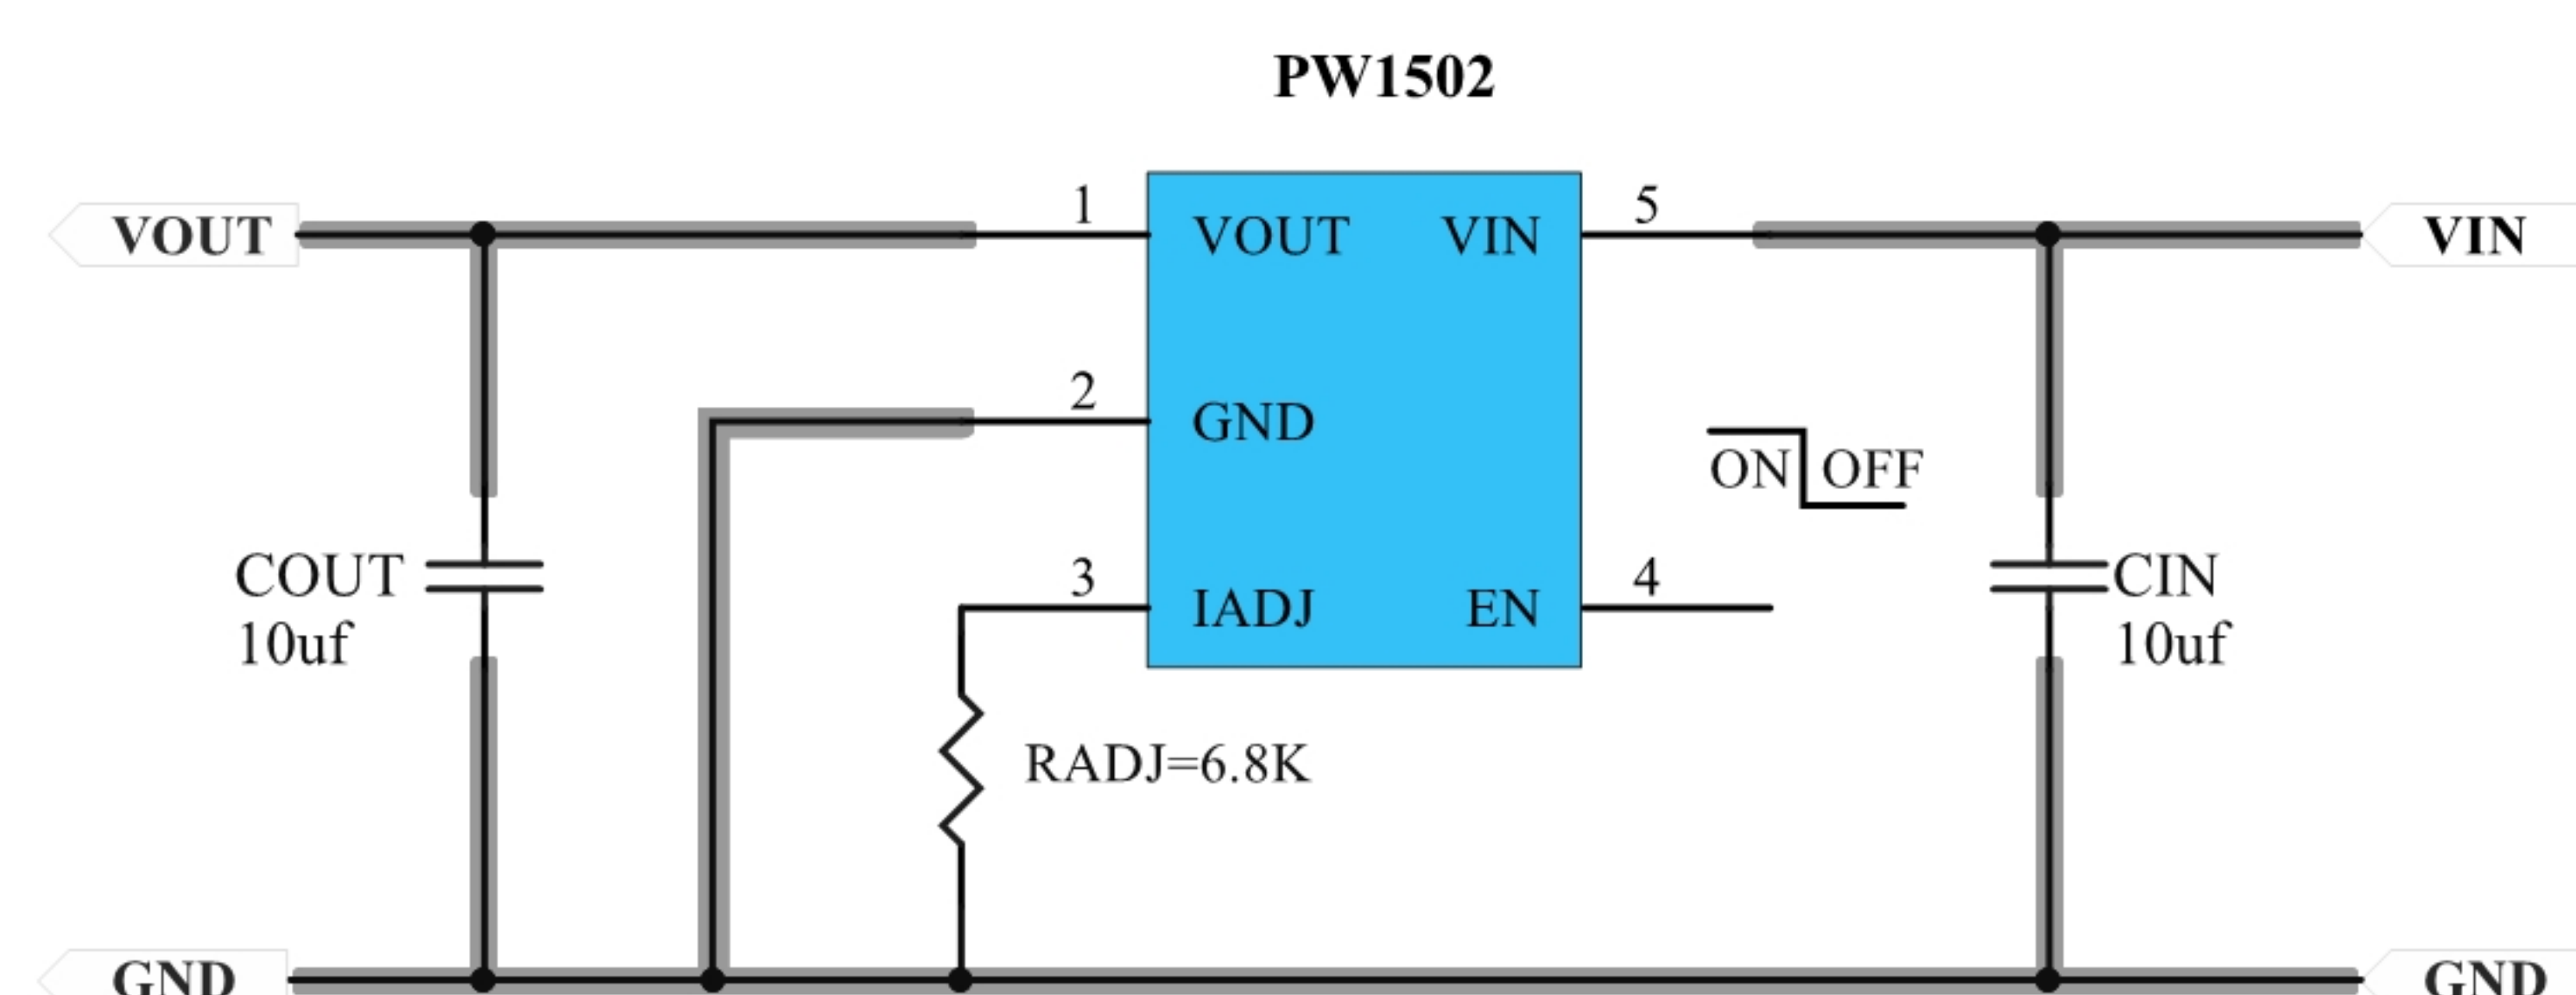 PW1502
1
5
VOUT
VOUT
VIN
VIN
2
GND
ON
OFF
3
4
COUT
10uf
IADJ
EN
CIN
10uf
RADJ=6.8K
GND
GND